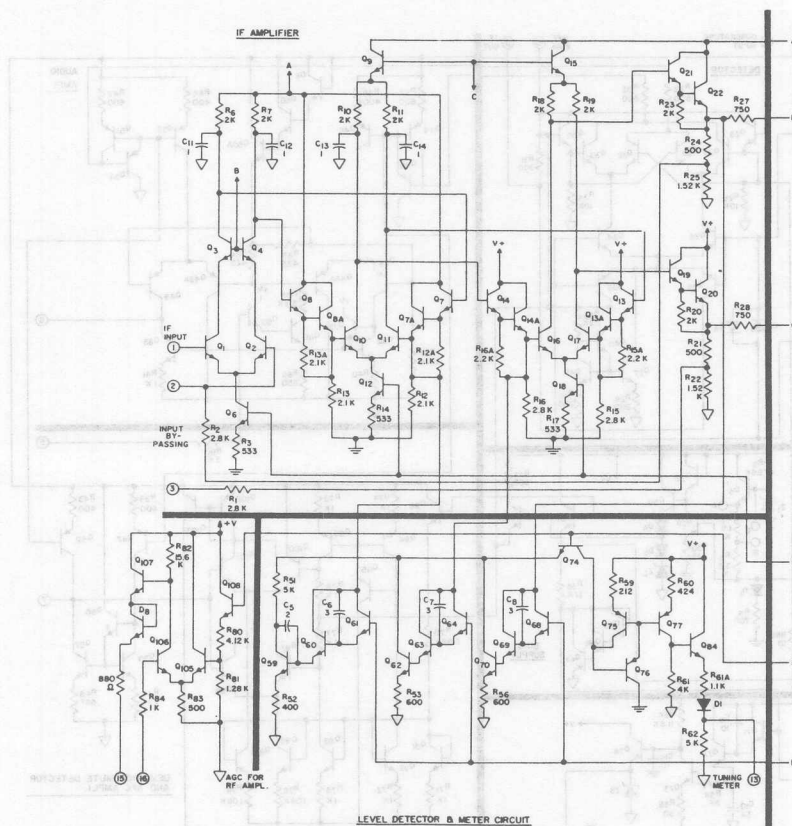 IF AMPLIFIER
A
Q9
Q15
C
Q21
Q22
R6
2K
R7
2K
R10
2K
R11
2K
R18
2K
R19
2K
R23
2K
R27
750
C11
1
C12
1
C13
1
C14
1
R24
500
R25
1.52K
B
V+
V+
V+
Q3
Q4
Q8
Q8A
Q7A
Q7
Q14
Q14A
Q13A
Q13
Q19
Q20
R20
2K
R28
750
IF
INPUT
1
Q1
Q2
Q10
Q11
Q16
Q17
R13A
2.1K
R12A
2.1K
R16A
2.2K
R15A
2.2K
R21
500
2
Q12
Q18
R22
1.52
K
Q6
R13
2.1K
R14
533
R12
2.1K
R16
2.8K
R17
533
R15
2.8K
INPUT
BY-
PASSING
R2
2.8K
R3
533
3
R1
2.8K
+V
Q107
R82
15.6
K
Q108
Q74
V+
R51
5K
C5
2
C6
3
C7
3
C8
3
R59
212
R60
424
D8
Q106
Q105
R80
4.12K
Q60
Q61
Q63
Q64
Q69
Q68
Q75
Q77
Q84
Q59
Q62
Q70
Q76
880
Ω
R84
1K
R83
500
R81
1.28K
R52
400
R53
600
R56
600
R61
4K
R61A
1.1K
D1
R62
5K
15
16
AGC FOR
RF AMPL.
TUNING
METER
13
LEVEL DETECTOR & METER CIRCUIT